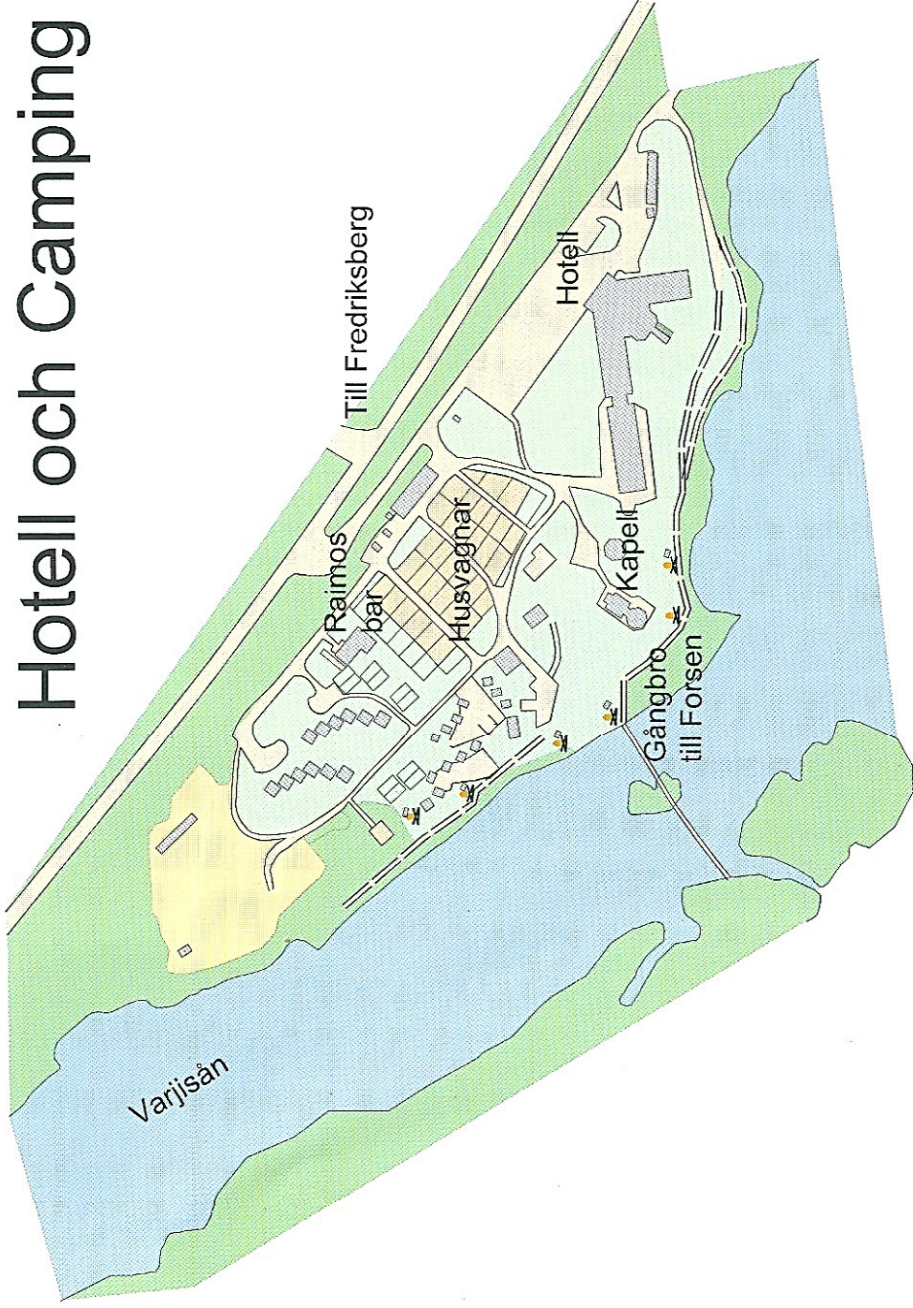 Hotell och Camping
Till Fredriksberg
Raimos
bar
Husvagnar
Hotell
Kapell
Gångbro
till Forsen
Varjisån